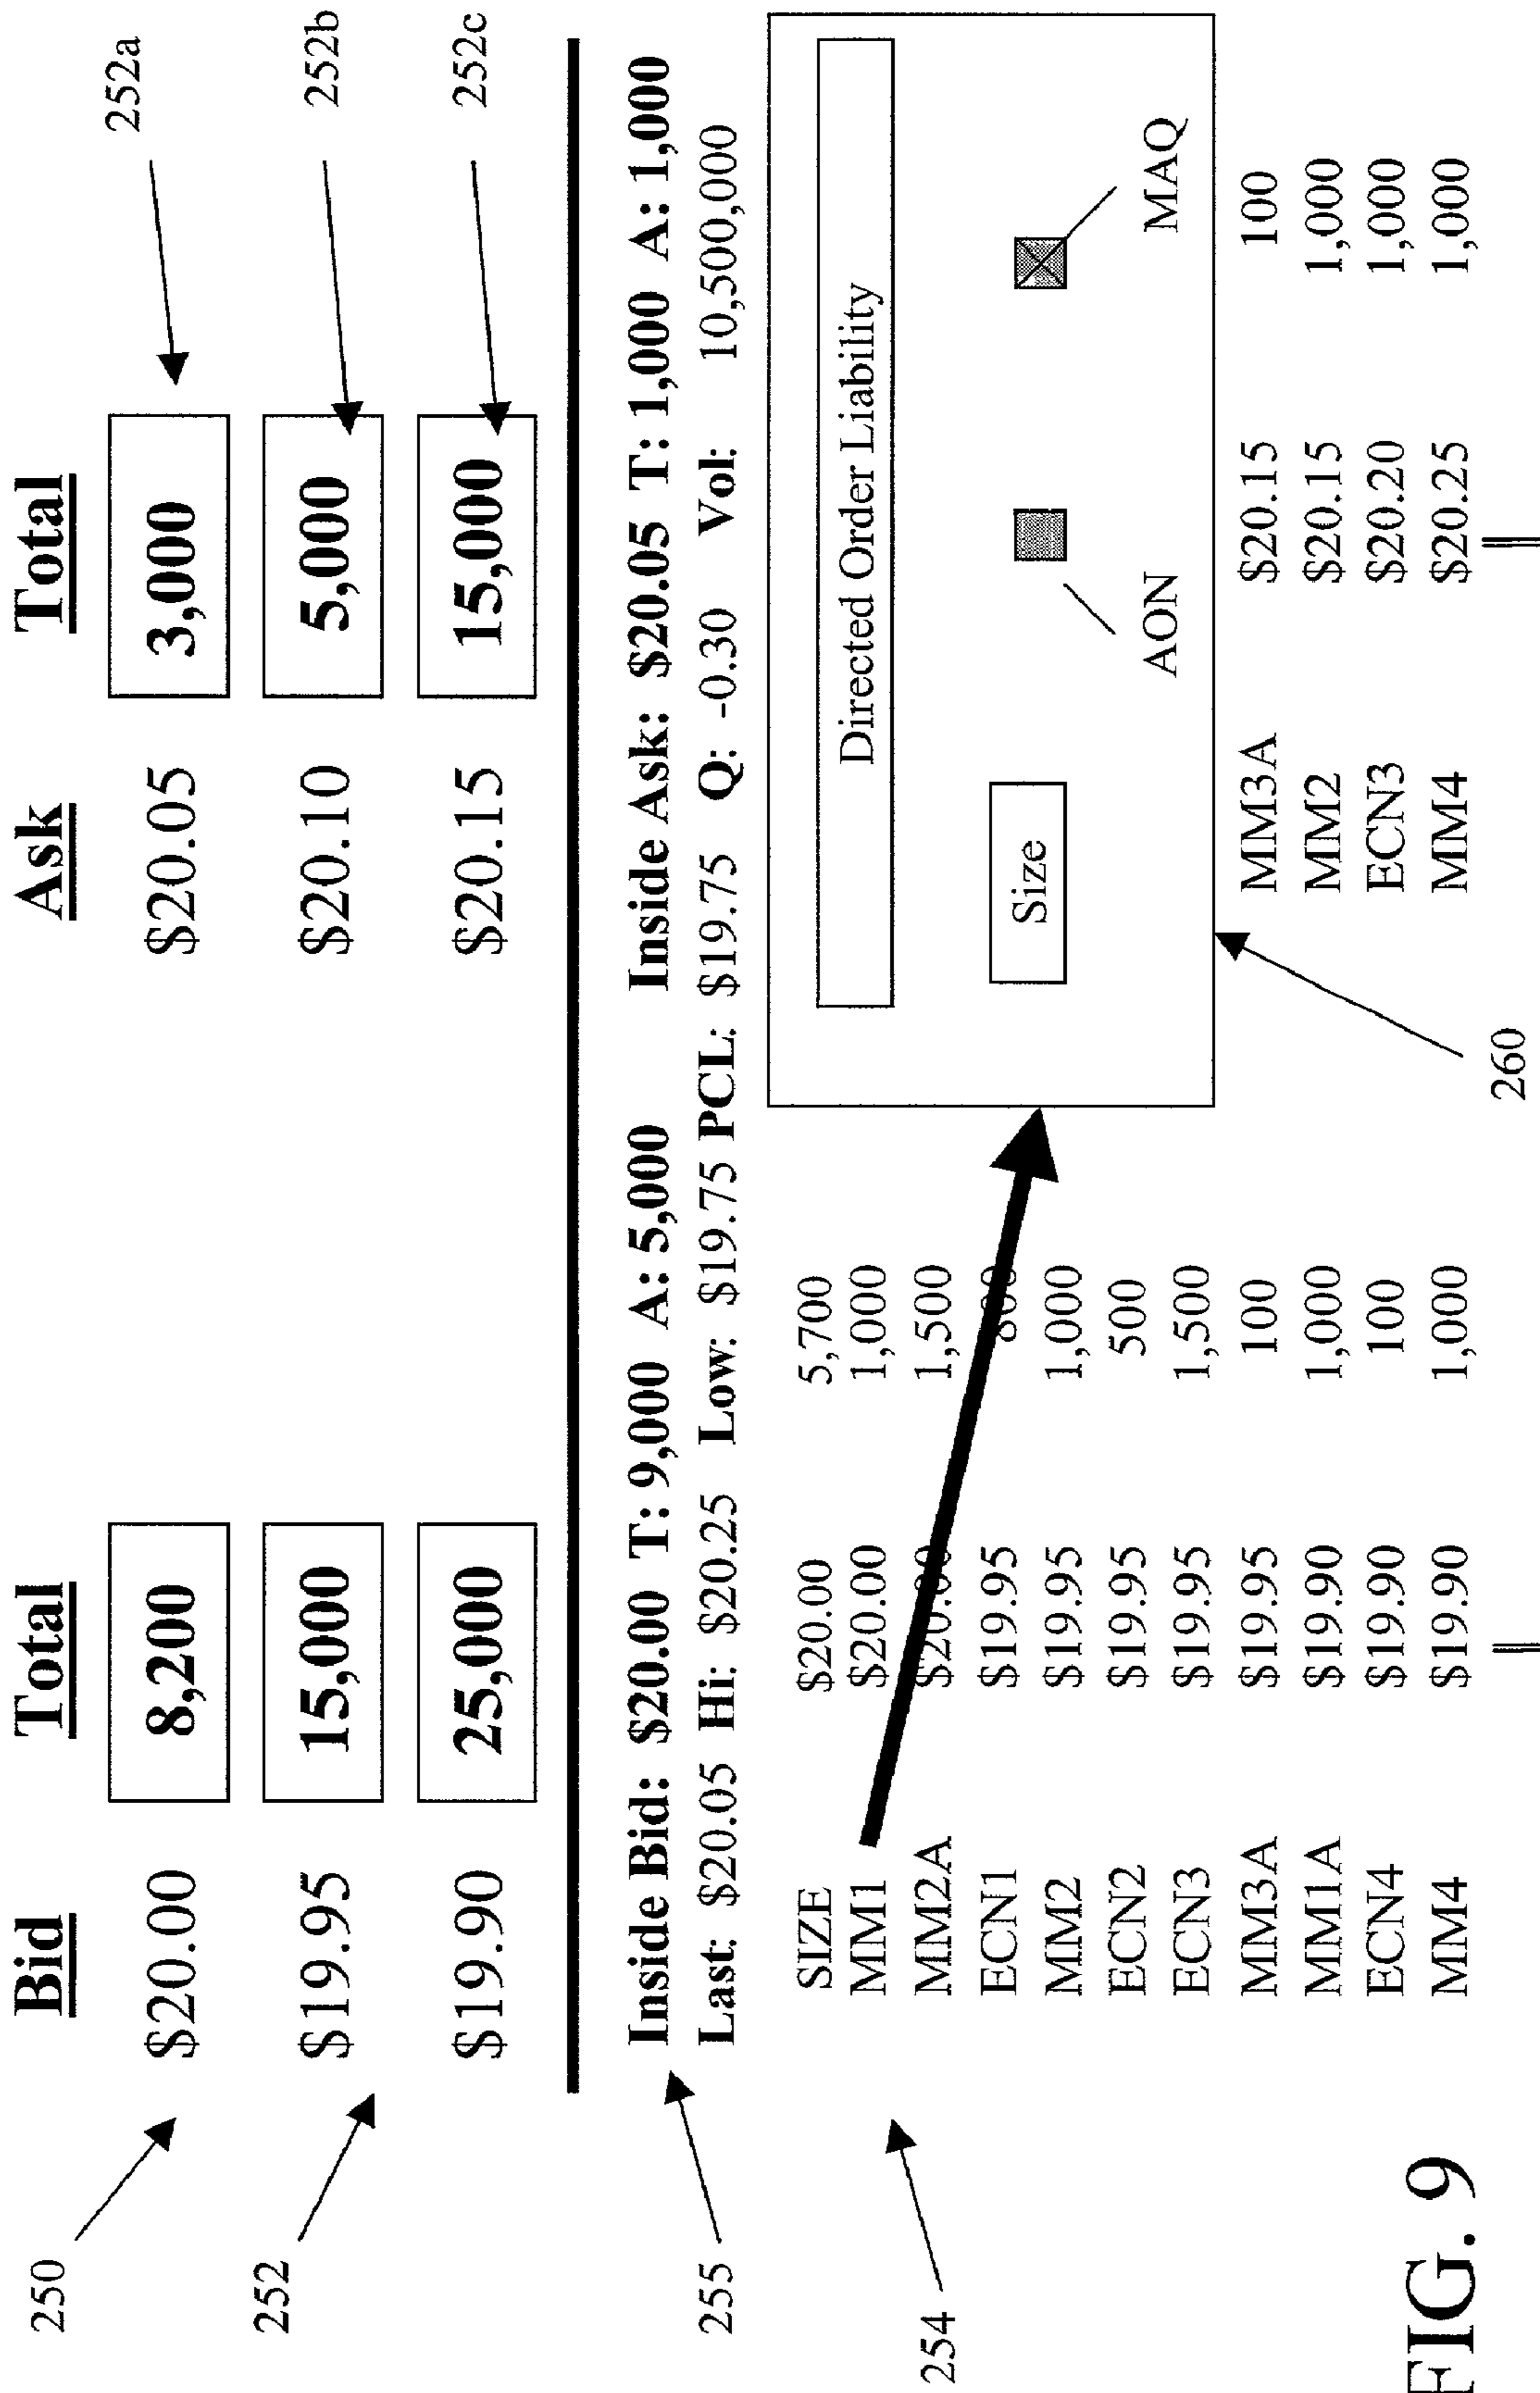 Bid Total Ask Total
250 $20.00 8,200 $20.05 3,000 252a
252 $19.95 15,000 $20.10 5,000 252b
$19.90 25,000 $20.15 15,000 252c
255 Inside Bid: $20.00 T: 9,000 A: 5,000 Inside Ask: $20.05 T: 1,000 A: 1,000
Last: $20.05 Hi: $20.25 Low: $19.75 PCL: $19.75 Q: -0.30 Vol: 10,500,000
254
SIZE $20.00 5,700
MM1 $20.00 1,000
MM2A $20.00 1,500
ECN1 $19.95 800
MM2 $19.95 1,000
ECN2 $19.95 500
ECN3 $19.95 1,500
MM3A $19.95 100
MM1A $19.90 1,000
ECN4 $19.90 100
MM4 $19.90 1,000
Directed Order Liability
Size
AON MAQ
260
MM3A $20.15 100
MM2 $20.15 1,000
ECN3 $20.20 1,000
MM4 $20.25 1,000
FIG. 9